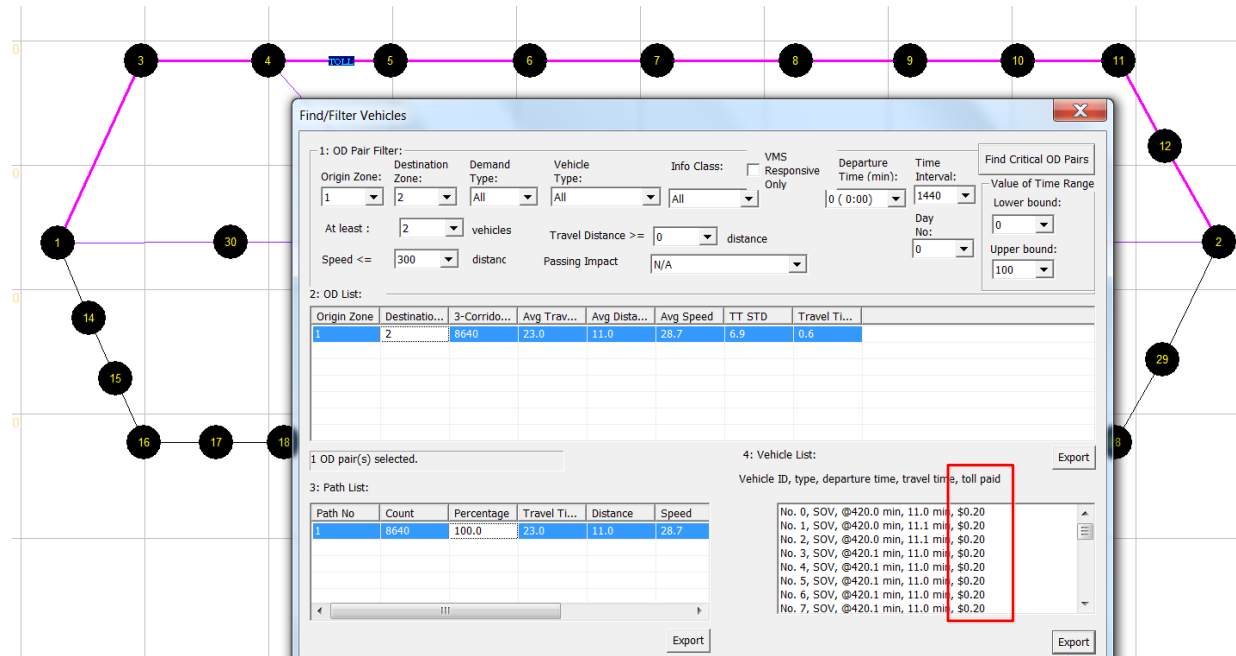 0
3
4
TOLL
5
6
7
8
9
10
11
Find/Filter Vehicles
1: OD Pair Filter:
Origin Zone:
Destination
Zone:
Demand
Type:
Vehicle
Type:
Info Class:
VMS
Responsive
Only
Departure
Time (min):
Time
Interval:
Find Critical OD Pairs
1
2
All
All
All
0 ( 0:00)
1440
Value of Time Range
Lower bound:
0
Upper bound:
100
At least :
2
vehicles
Travel Distance >=
0
distance
Day
No:
0
Speed <=
300
distanc
Passing Impact
N/A
12
0
1
30
2
2: OD List:
Origin Zone Destinatio... 3-Corrido... Avg Trav... Avg Dista... Avg Speed TT STD Travel Ti...
1 2 8640 23.0 11.0 28.7 6.9 0.6
0
14
29
15
0
16
17
18
8
1 OD pair(s) selected.
4: Vehicle List:
Export
Vehicle ID, type, departure time, travel time, toll paid
3: Path List:
Path No Count Percentage Travel Ti... Distance Speed
1 8640 100.0 23.0 11.0 28.7
No. 0, SOV, @420.0 min, 11.0 min, $0.20
No. 1, SOV, @420.0 min, 11.1 min, $0.20
No. 2, SOV, @420.0 min, 11.1 min, $0.20
No. 3, SOV, @420.1 min, 11.0 min, $0.20
No. 4, SOV, @420.1 min, 11.0 min, $0.20
No. 5, SOV, @420.1 min, 11.0 min, $0.20
No. 6, SOV, @420.1 min, 11.0 min, $0.20
No. 7, SOV, @420.1 min, 11.0 min, $0.20
Export
Export